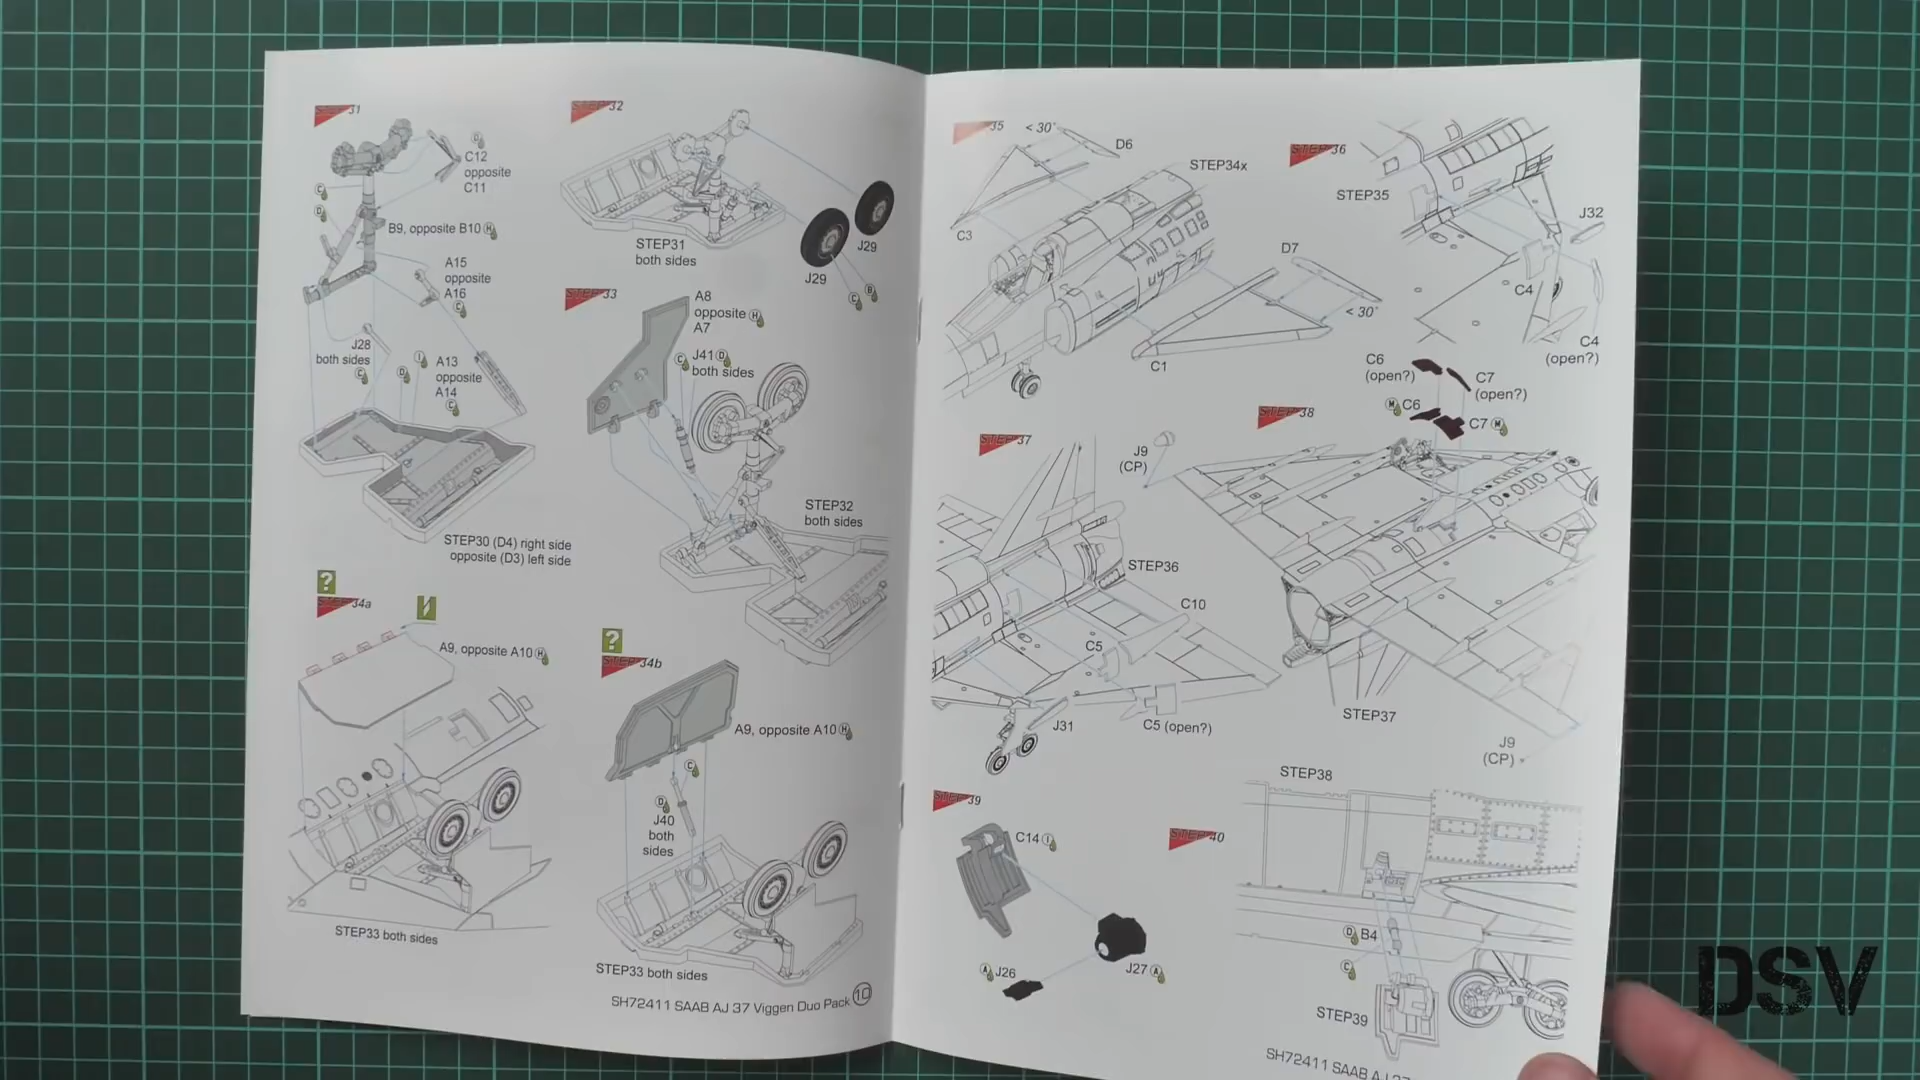 STEP 31
D
C12
opposite
C11
C
D
B9, opposite B10 H
A15
opposite
A16
C
J28
both sides
C
D
I
A13
opposite
A14
C
STEP30 (D4) right side
opposite (D3) left side
STEP 32
STEP31
both sides
J29
J29
C
B
STEP 33
A8
opposite H
A7
C
J41 D
both sides
STEP32
both sides
?
STEP 34a
A9, opposite A10 H
STEP33 both sides
?
STEP 34b
A9, opposite A10 H
C
D
J40
both
sides
STEP33 both sides
SH72411 SAAB AJ 37 Viggen Duo Pack 10
35
< 30°
D6
STEP34x
C3
D7
< 30°
C1
STEP 36
STEP35
J32
C4
C4
(open?)
STEP 37
STEP36
C10
C5
J31
C5 (open?)
STEP 38
C6
(open?)
C7
(open?)
M C6
C7 M
J9
(CP)
STEP37
J9
(CP)
STEP 39
C14 I
A J26
J27 A
STEP 40
STEP38
D B4
C
STEP39
SH72411 SAAB AJ 37
DSV